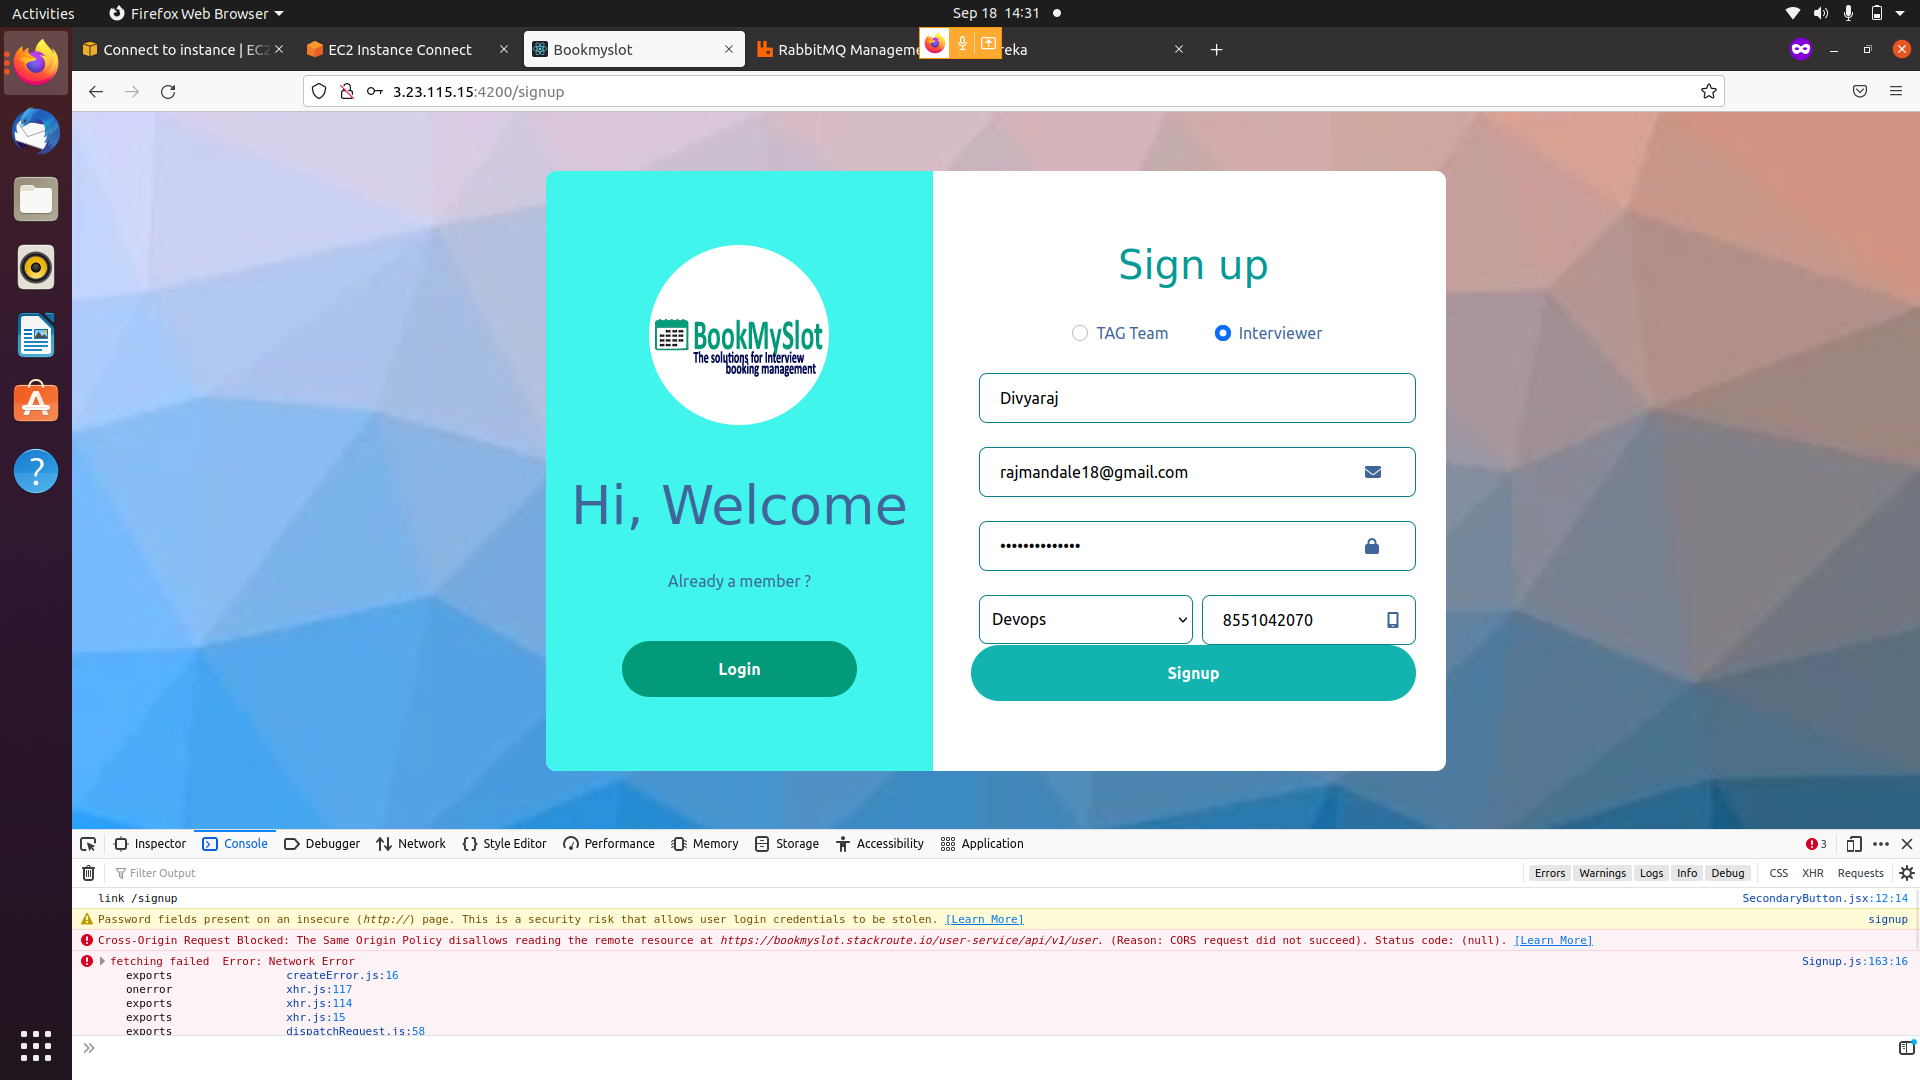 Activities
Firefox Web Browser
Sep 18 14:31
Connect to instance | EC2
EC2 Instance Connect
Bookmyslot
RabbitMQ Manageme
reka
3.23.115.15:4200/signup
BookMySlot
The solutions for Interview
booking management
Hi, Welcome
Already a member ?
Login
Sign up
TAG Team
Interviewer
Divyaraj
rajmandale18@gmail.com
••••••••••••••
Devops
8551042070
Signup
Inspector
Console
Debugger
Network
Style Editor
Performance
Memory
Storage
Accessibility
Application
3
Filter Output
Errors
Warnings
Logs
Info
Debug
CSS
XHR
Requests
link /signup
SecondaryButton.jsx:12:14
Password fields present on an insecure (http://) page. This is a security risk that allows user login credentials to be stolen. [Learn More]
signup
Cross-Origin Request Blocked: The Same Origin Policy disallows reading the remote resource at https://bookmyslot.stackroute.io/user-service/api/v1/user. (Reason: CORS request did not succeed). Status code: (null). [Learn More]
fetching failed Error: Network Error
Signup.js:163:16
exports createError.js:16
onerror xhr.js:117
exports xhr.js:114
exports xhr.js:15
exports dispatchRequest.js:58